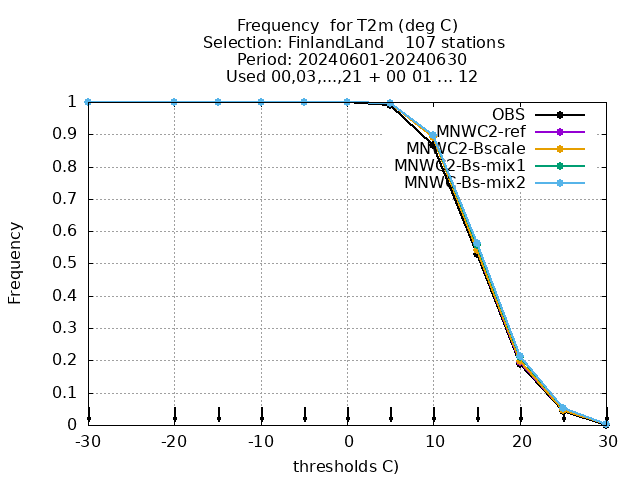 Frequency  for T2m (deg C)
Selection: FinlandLand    107 stations
Period: 20240601-20240630
Used 00,03,...,21 + 00 01 ... 12
OBS
MNWC2-ref
MNWC2-Bscale
MNWC2-Bs-mix1
MNWC-Bs-mix2
Frequency
1
0.9
0.8
0.7
0.6
0.5
0.4
0.3
0.2
0.1
0
-30 -20 -10 0 10 20 30
thresholds C)